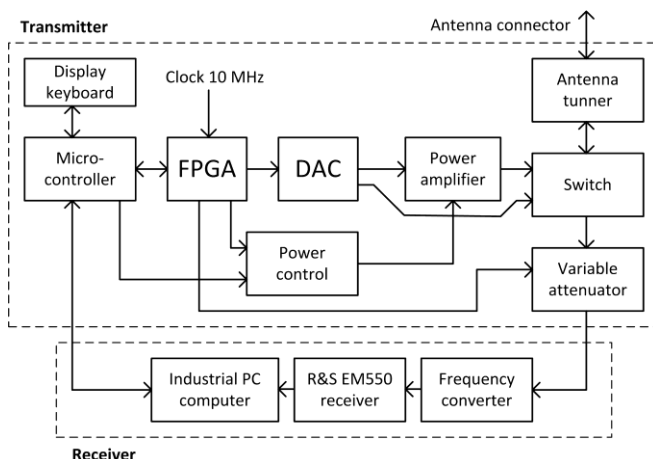 Transmitter
Antenna connector
Display
keyboard
Clock 10 MHz
Antenna
tunner
Micro-
controller
FPGA
DAC
Power
amplifier
Switch
Power
control
Variable
attenuator
Industrial PC
computer
R&S EM550
receiver
Frequency
converter
Receiver